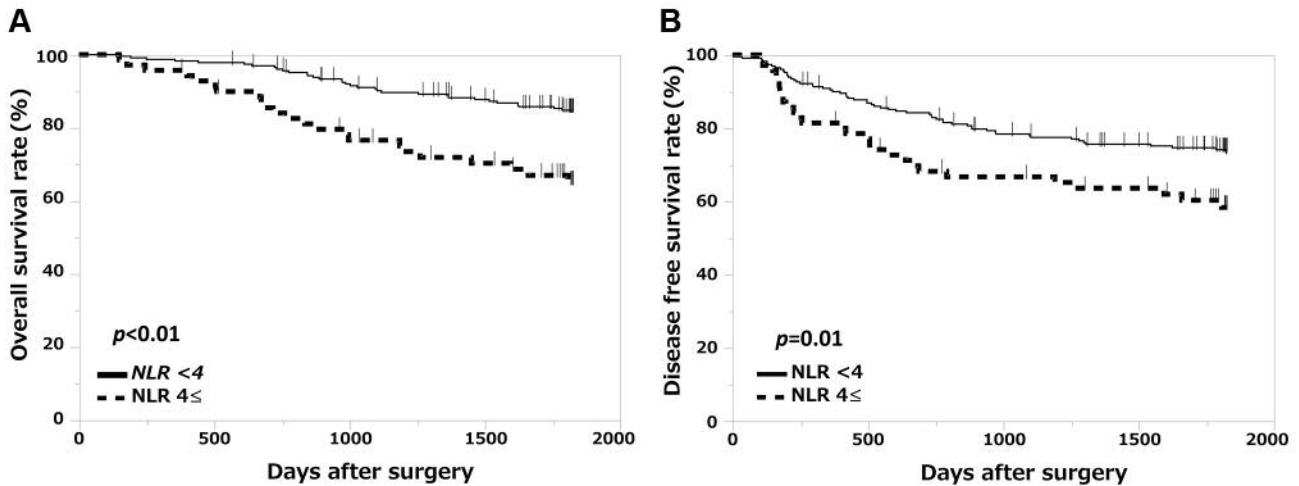 A
Overall survival rate (%)
100
80
60
40
20
0
p<0.01
NLR <4
NLR 4≤
0 500 1000 1500 2000
Days after surgery
B
Disease free survival rate (%)
100
80
60
40
20
0
p=0.01
NLR <4
NLR 4≤
0 500 1000 1500 2000
Days after surgery